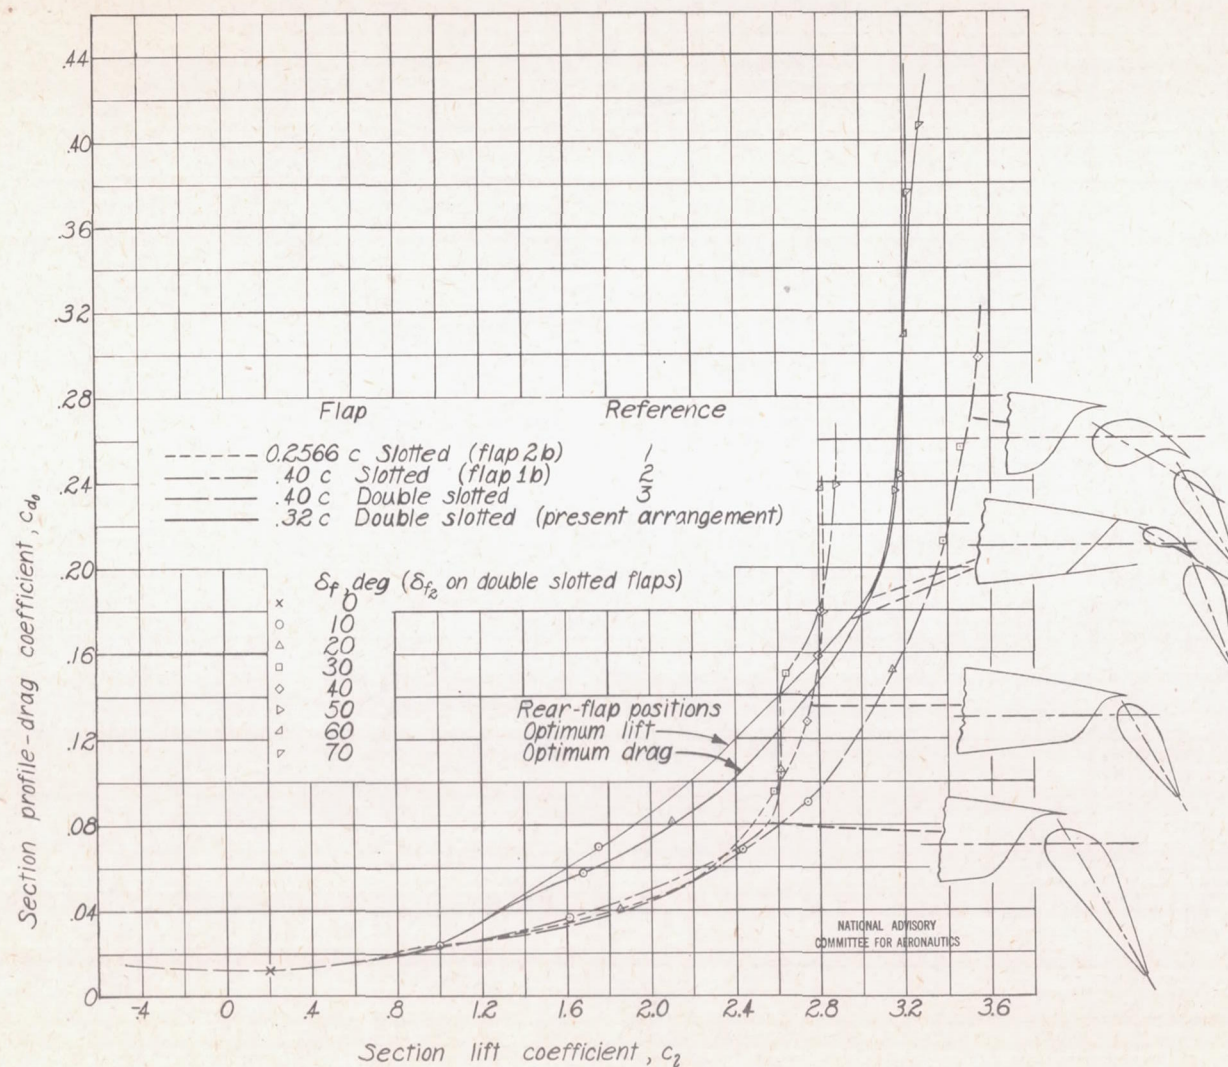 .44
.40
.36
.32
.28
.24
.20
.16
.12
.08
.04
0
Section profile-drag coefficient, cd₀
Flap Reference
0.2566 c Slotted (flap 2b) 1
.40 c Slotted (flap 1b) 2
.40 c Double slotted 3
.32 c Double slotted (present arrangement)
δf, deg (δf₂ on double slotted flaps)
× 0
○ 10
△ 20
□ 30
◇ 40
▷ 50
◿ 60
▽ 70
Rear-flap positions
Optimum lift
Optimum drag
NATIONAL ADVISORY
COMMITTEE FOR AERONAUTICS
-.4 0 .4 .8 1.2 1.6 2.0 2.4 2.8 3.2 3.6
Section lift coefficient, cl